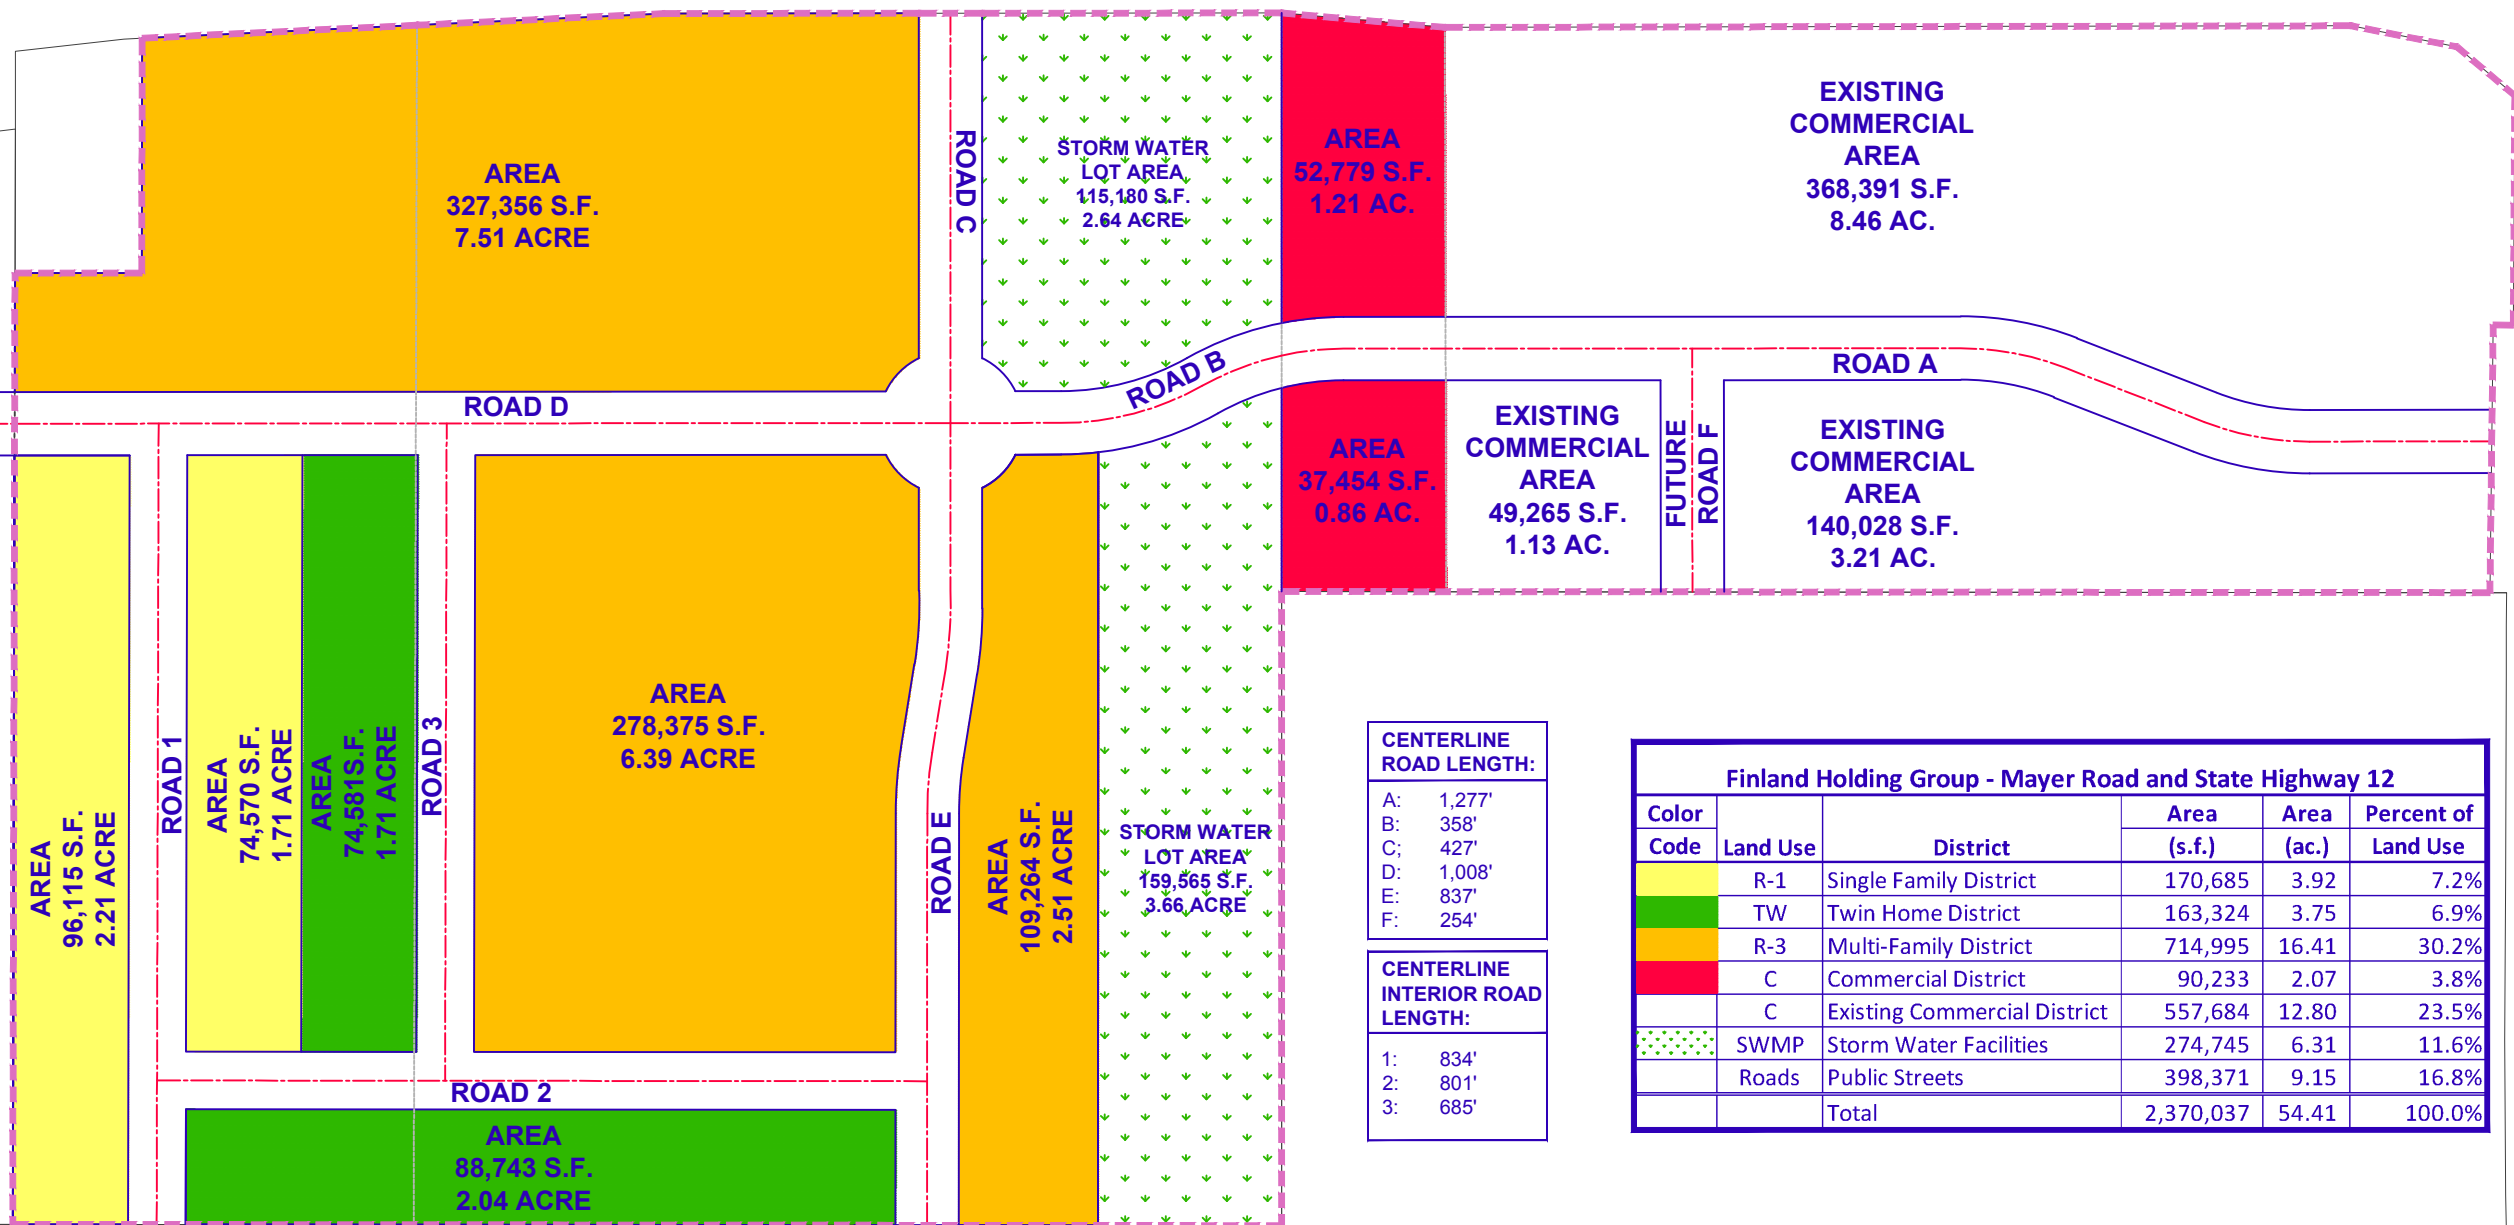 AREA
327,356 S.F.
7.51 ACRE
ROAD C
STORM WATER
LOT AREA
115,180 S.F.
2.64 ACRE
AREA
52,779 S.F.
1.21 AC.
EXISTING
COMMERCIAL
AREA
368,391 S.F.
8.46 AC.
ROAD D
ROAD B
ROAD A
AREA
37,454 S.F.
0.86 AC.
EXISTING
COMMERCIAL
AREA
49,265 S.F.
1.13 AC.
FUTURE
ROAD F
EXISTING
COMMERCIAL
AREA
140,028 S.F.
3.21 AC.
AREA
96,115 S.F.
2.21 ACRE
ROAD 1
AREA
74,570 S.F.
1.71 ACRE
AREA
74,581S.F.
1.71 ACRE
ROAD 3
AREA
278,375 S.F.
6.39 ACRE
ROAD E
AREA
109,264 S.F.
2.51 ACRE
STORM WATER
LOT AREA
159,565 S.F.
3.66 ACRE
ROAD 2
AREA
88,743 S.F.
2.04 ACRE
CENTERLINE
ROAD LENGTH:
A: 1,277'
B: 358'
C; 427'
D: 1,008'
E: 837'
F: 254'
CENTERLINE
INTERIOR ROAD
LENGTH:
1: 834'
2: 801'
3: 685'
Finland Holding Group - Mayer Road and State Highway 12
Color Area Area Percent of
Code Land Use District (s.f.) (ac.) Land Use
R-1 Single Family District 170,685 3.92 7.2%
TW Twin Home District 163,324 3.75 6.9%
R-3 Multi-Family District 714,995 16.41 30.2%
C Commercial District 90,233 2.07 3.8%
C Existing Commercial District 557,684 12.80 23.5%
SWMP Storm Water Facilities 274,745 6.31 11.6%
Roads Public Streets 398,371 9.15 16.8%
Total 2,370,037 54.41 100.0%